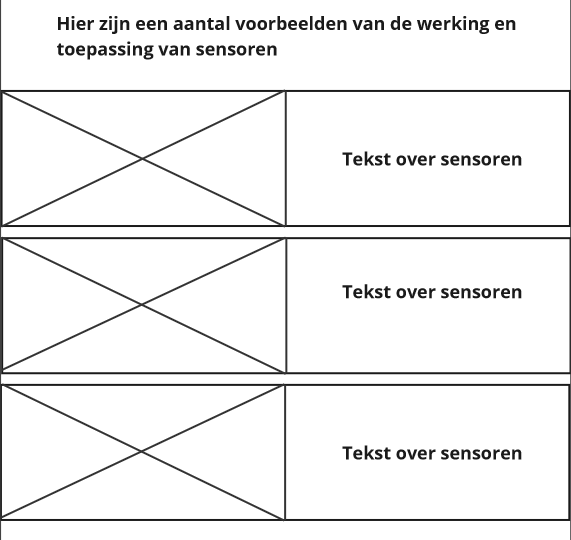 Hier zijn een aantal voorbeelden van de werking en
toepassing van sensoren
Tekst over sensoren
Tekst over sensoren
Tekst over sensoren